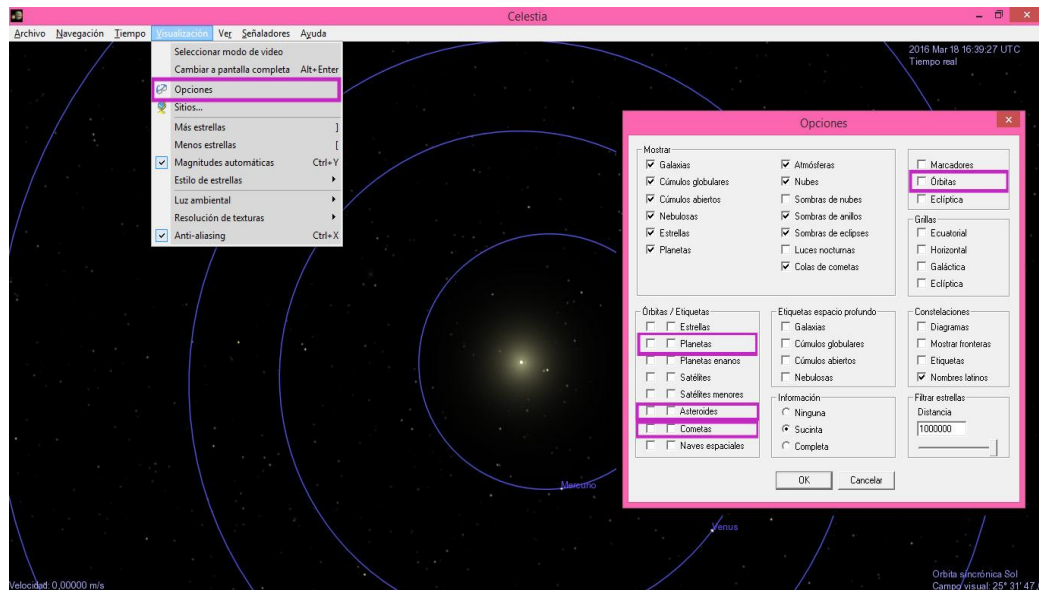 Celestia
Archivo Navegación Tiempo Visualización Ver Señaladores Ayuda
Seleccionar modo de video
Cambiar a pantalla completa Alt+Enter
Opciones
Sitios...
Más estrellas ]
Menos estrellas [
Magnitudes automáticas Ctrl+Y
Estilo de estrellas
Luz ambiental
Resolución de texturas
Anti-aliasing Ctrl+X
2016 Mar 18 16:39:27 UTC
Tiempo real
Opciones
Mostrar
Galaxias
Cúmulos globulares
Cúmulos abiertos
Nebulosas
Estrellas
Planetas
Atmósferas
Nubes
Sombras de nubes
Sombras de anillos
Sombras de eclipses
Luces nocturnas
Colas de cometas
Marcadores
Órbitas
Eclíptica
Grillas
Ecuatorial
Horizontal
Galáctica
Eclíptica
Órbitas / Etiquetas
Estrellas
Planetas
Planetas enanos
Satélites
Satélites menores
Asteroides
Cometas
Naves espaciales
Etiquetas espacio profundo
Galaxias
Cúmulos globulares
Cúmulos abiertos
Nebulosas
Información
Ninguna
Sucinta
Completa
Constelaciones
Diagramas
Mostrar fronteras
Etiquetas
Nombres latinos
Filtrar estrellas
Distancia
1000000
OK Cancelar
Mercurio
Venus
Velocidad: 0,00000 m/s
Orbita sincrónica Sol
Campo visual: 25° 31' 47